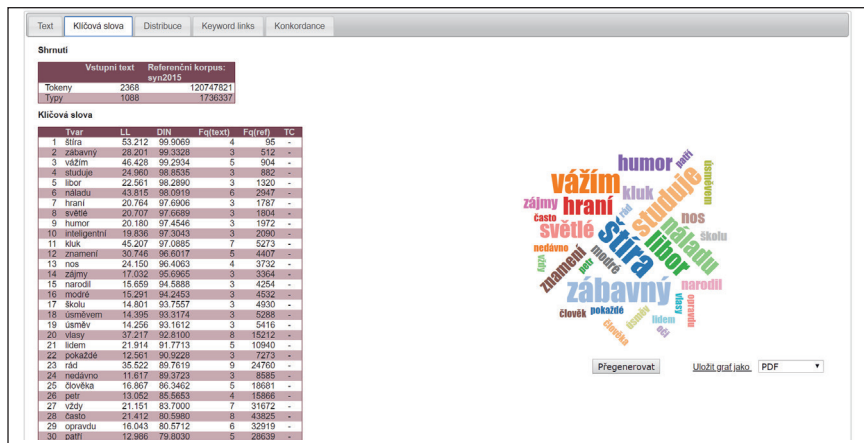 Text Klíčová slova Distribuce Keyword links Konkordance
Shrnutí
Vstupní text Referenční korpus: syn2015
Tokeny 2368 120747821
Typy 1088 1736337
Klíčová slova
Tvar LL DIN Fq(text) Fq(ref) TC
1 štíra 53.212 99.9069 4 95 -
2 zábavný 28.201 99.3328 3 512 -
3 vážím 46.428 99.2934 5 904 -
4 studuje 24.960 98.8535 3 882 -
5 libor 22.561 98.2890 3 1320 -
6 náladu 43.815 98.0919 6 2947 -
7 hraní 20.764 97.6906 3 1787 -
8 světlé 20.707 97.6689 3 1804 -
9 humor 20.180 97.4546 3 1972 -
10 inteligentní 19.836 97.3043 3 2090 -
11 kluk 45.207 97.0885 7 5273 -
12 znamení 30.746 96.6017 5 4407 -
13 nos 24.150 96.4063 4 3732 -
14 zájmy 17.032 95.6965 3 3364 -
15 narodil 15.659 94.5888 3 4254 -
16 modré 15.291 94.2453 3 4532 -
17 školu 14.801 93.7557 3 4930 -
18 úsměvem 14.395 93.3174 3 5288 -
19 úsměv 14.256 93.1612 3 5416 -
20 vlasy 37.217 92.8100 8 15212 -
21 lidem 21.914 91.7713 5 10940 -
22 pokaždé 12.561 90.9228 3 7273 -
23 rád 35.522 89.7619 9 24760 -
24 nedávno 11.617 89.3723 3 8585 -
25 člověka 16.867 86.3462 5 18681 -
26 petr 13.052 85.5653 4 15866 -
27 vždy 21.151 83.7000 7 31672 -
28 často 21.412 80.5980 8 43825 -
29 opravdu 16.043 80.5712 6 32919 -
30 patří 12.986 79.8030 5 28639 -
humor patří
vážím kluk studuje úsměvem
zájmy hraní rád nos
často světlé štíra libor náladu školu
nedávno vždy petr modré
znamení zábavný narodil
vlasy opravdu
člověk pokaždé úsměv lidem
člověka oči
Přegenerovat Uložit graf jako PDF